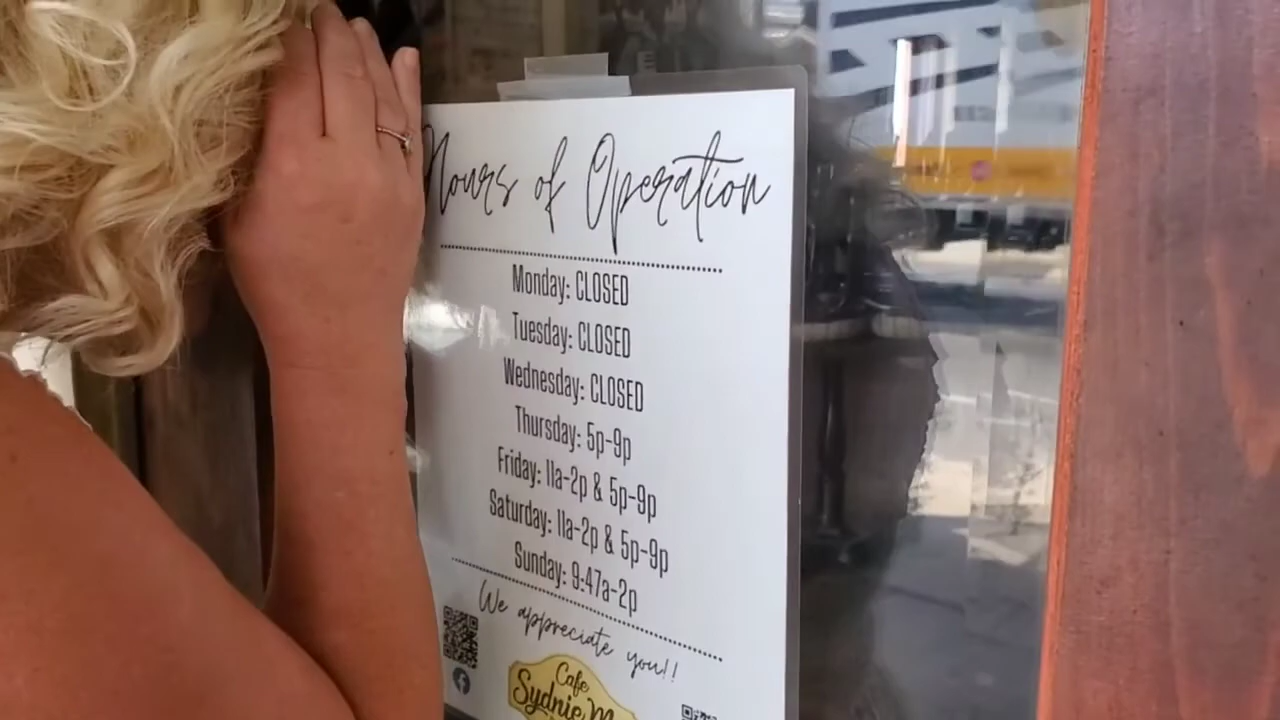 Hours of Operation
Monday: CLOSED
Tuesday: CLOSED
Wednesday: CLOSED
Thursday: 5p-9p
Friday: 11a-2p & 5p-9p
Saturday: 11a-2p & 5p-9p
Sunday: 9:47a-2p
We appreciate you!!
Cafe
Sydnie M